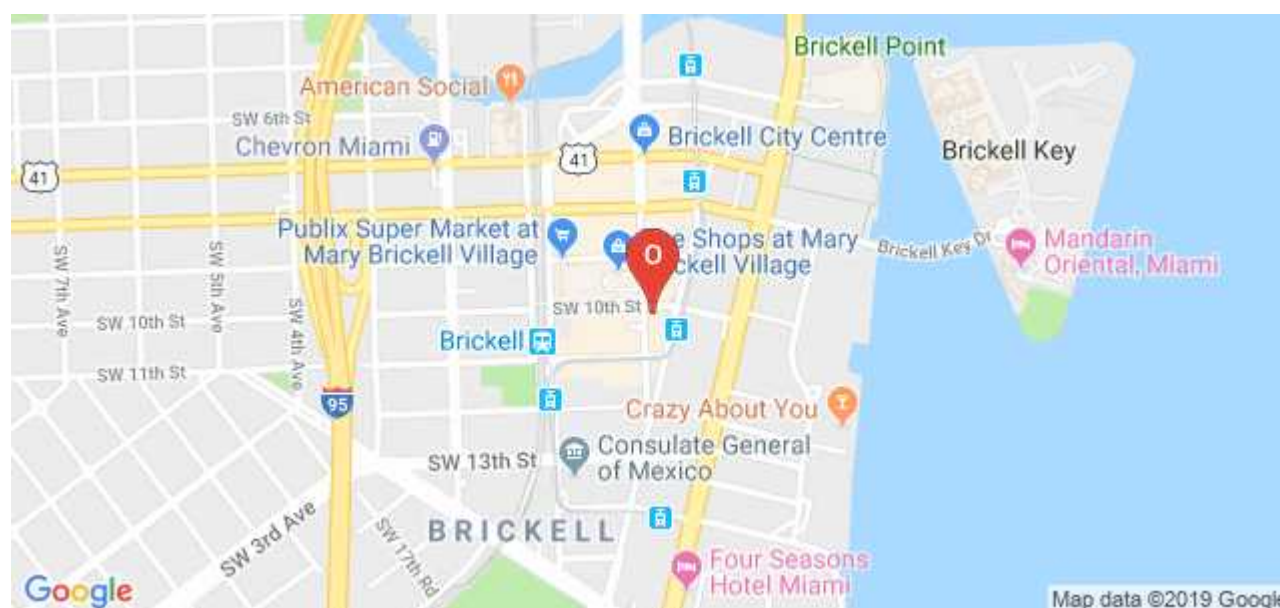 Brickell Point
American Social
SW 6th St
Chevron Miami
Brickell City Centre
Brickell Key
41
41
Publix Super Market at
Mary Brickell Village
O
e Shops at Mary
ckell Village
Brickell Key Dr
Mandarin
Oriental, Miami
SW 7th Ave
SW 5th Ave
SW 4th Ave
SW 10th St
SW 10th St
Brickell
SW 11th St
95
Crazy About You
Consulate General
of Mexico
SW 13th St
SW 3rd Ave
SW 17th Rd
BRICKELL
Four Seasons
Hotel Miami
Google
Map data ©2019 Google